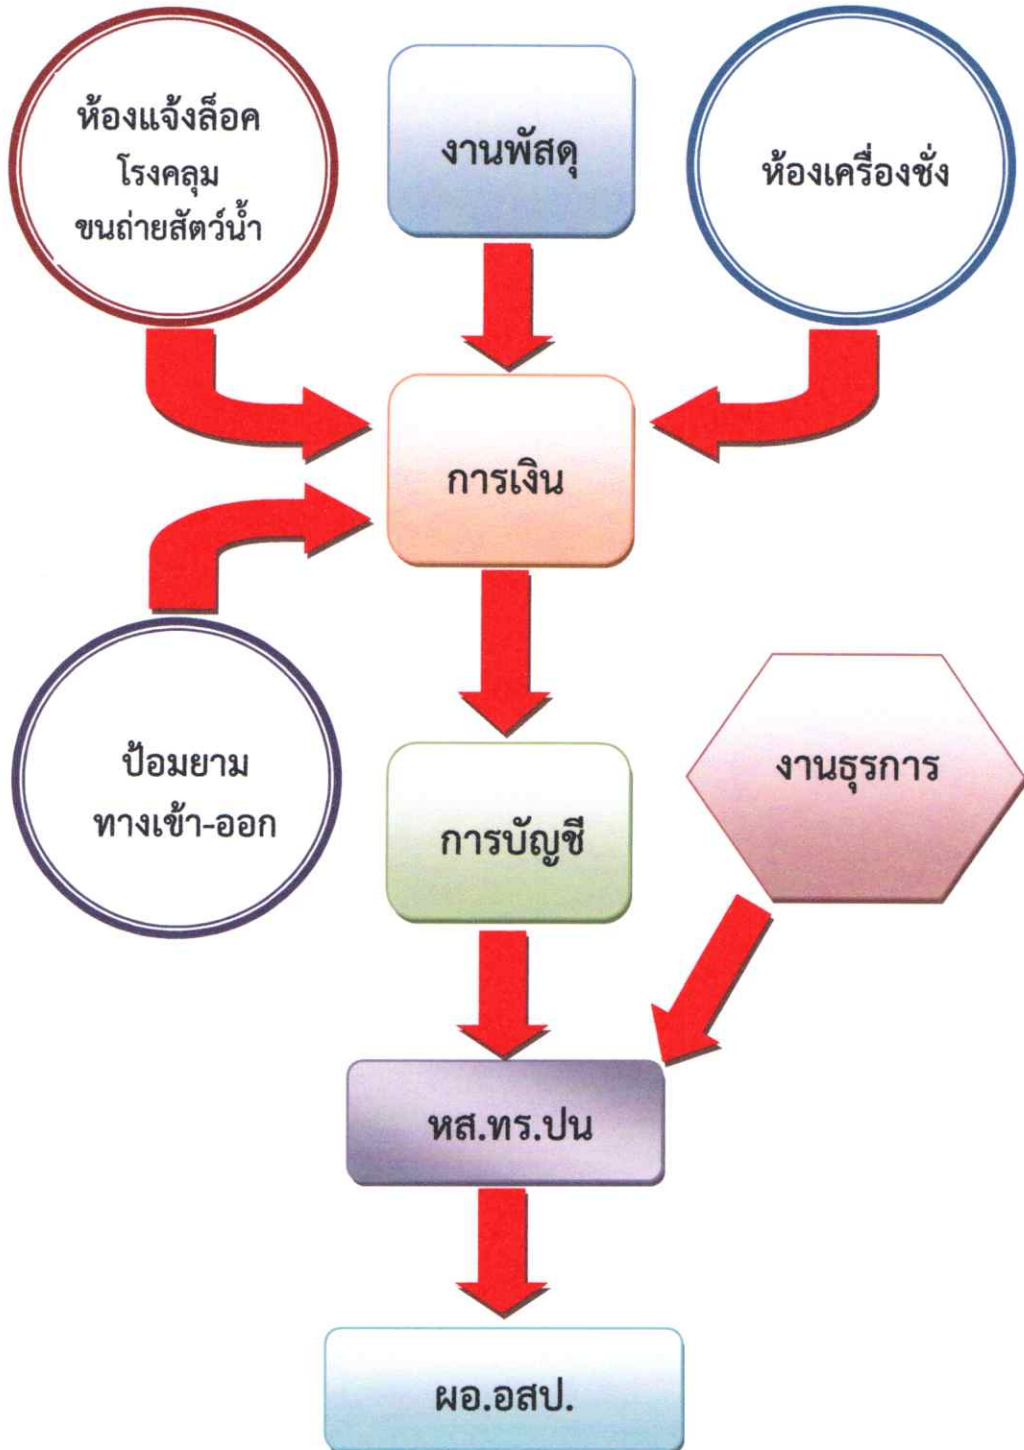 ห้องแจ้งล็อค
โรงคลุม
ขนถ่ายสัตว์น้ำ
งานพัสดุ
ห้องเครื่องชั่ง
การเงิน
ป้อมยาม
ทางเข้า-ออก
การบัญชี
งานธุรการ
หส.ทร.ปน
ผอ.อสป.